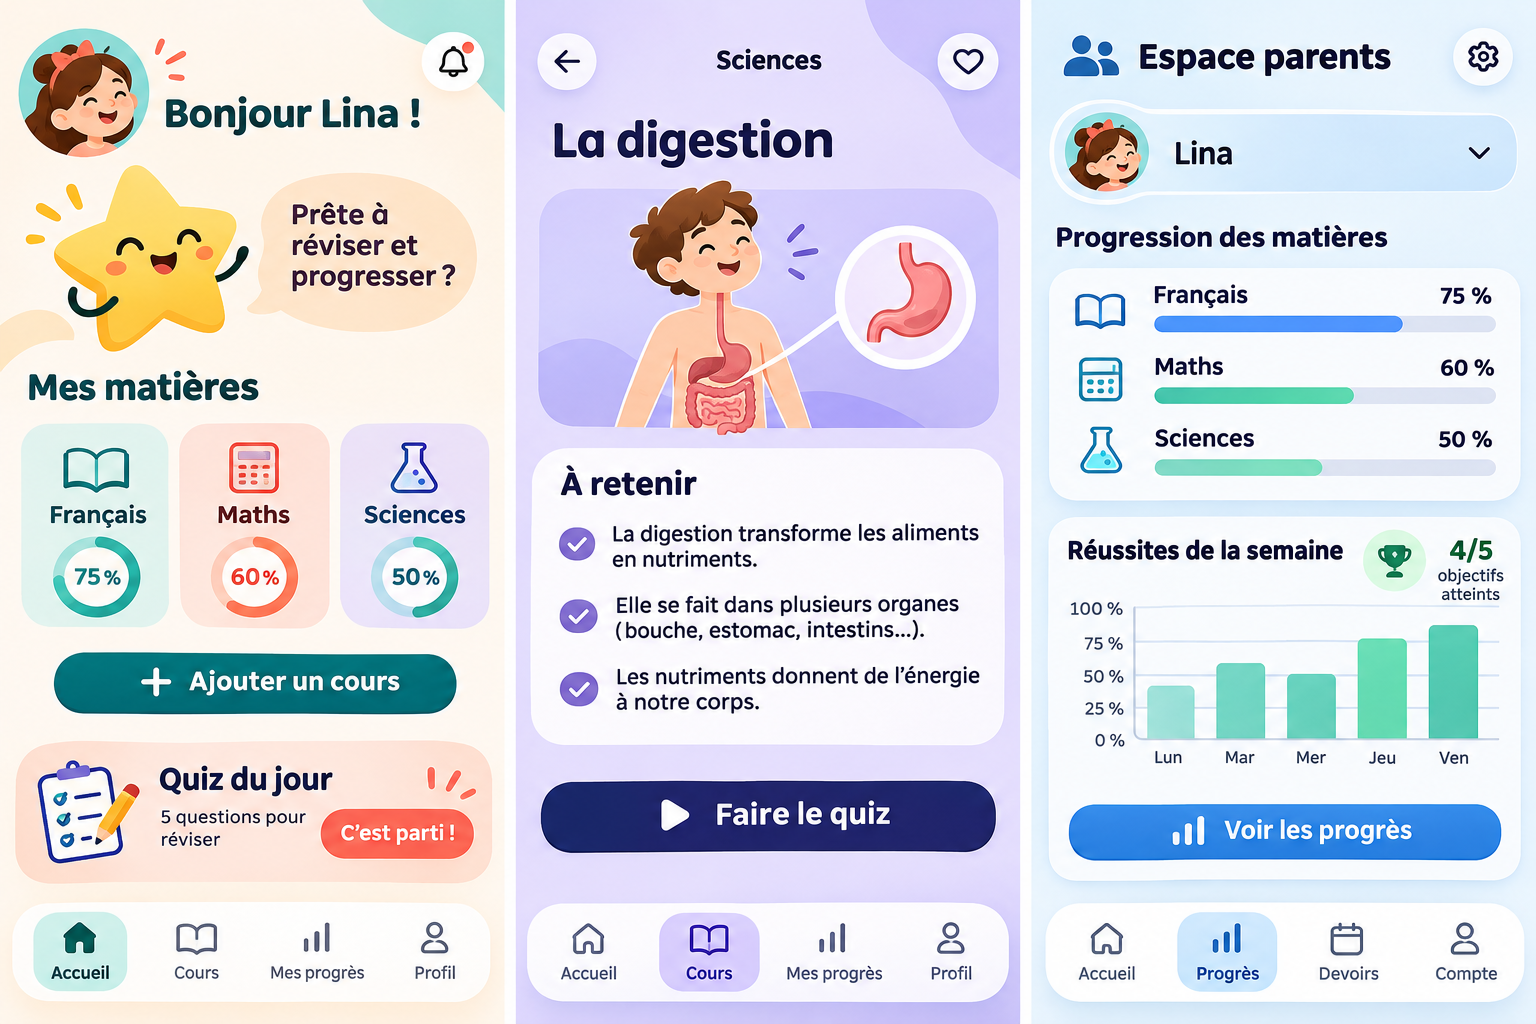 Bonjour Lina !
Prête à
réviser et
progresser ?
Mes matières
Français
75 %
Maths
60 %
Sciences
50 %
Ajouter un cours
Quiz du jour
5 questions pour
réviser
C'est parti !
Accueil
Cours
Mes progrès
Profil
Sciences
La digestion
À retenir
La digestion transforme les aliments
en nutriments.
Elle se fait dans plusieurs organes
(bouche, estomac, intestins...).
Les nutriments donnent de l'énergie
à notre corps.
Faire le quiz
Accueil
Cours
Mes progrès
Profil
Espace parents
Lina
Progression des matières
Français 75 %
Maths 60 %
Sciences 50 %
Réussites de la semaine
4/5
objectifs
atteints
100 %
75 %
50 %
25 %
0 %
Lun Mar Mer Jeu Ven
Voir les progrès
Accueil
Progrès
Devoirs
Compte